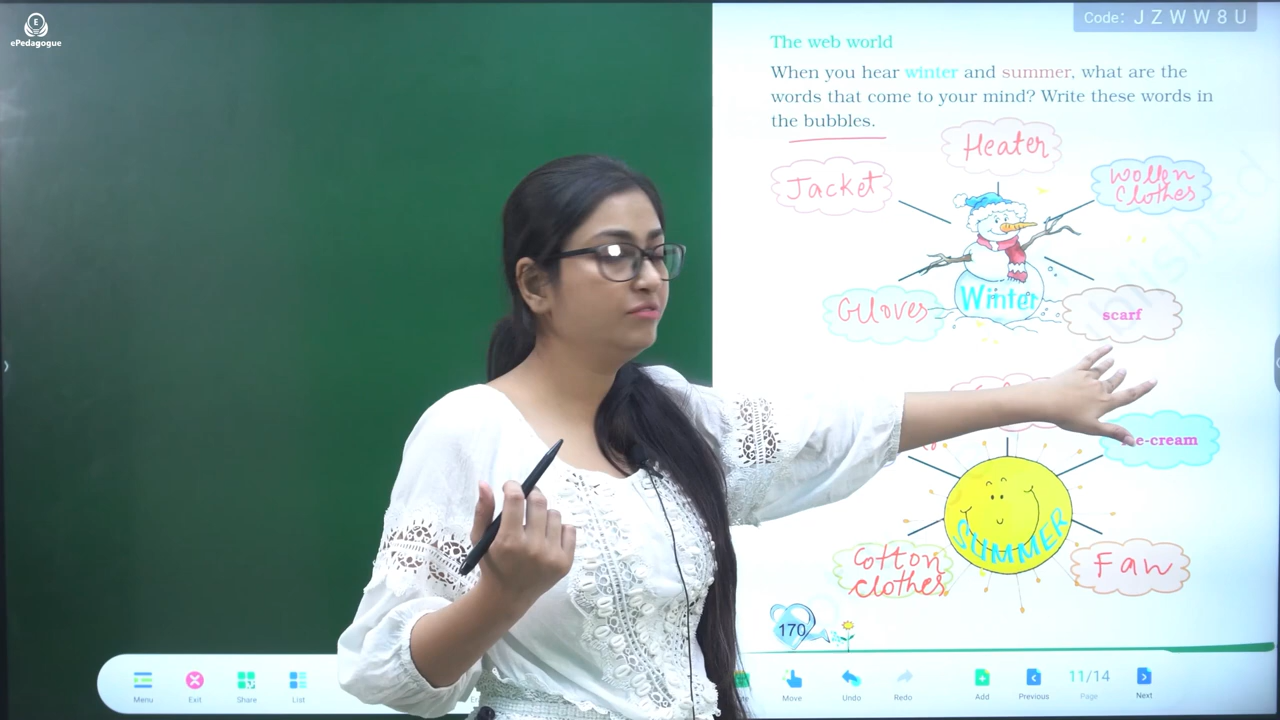 ePedagogue
Code: J Z W W 8 U
The web world
When you hear winter and summer, what are the
words that come to your mind? Write these words in
the bubbles.
Heater
Jacket
Wollen
Clothes
Winter
Gloves
scarf
e-cream
SUMMER
Cotton
clothes
Fan
170
Menu
Exit
Share
List
Move
Undo
Redo
Add
Previous
11/14
Page
Next